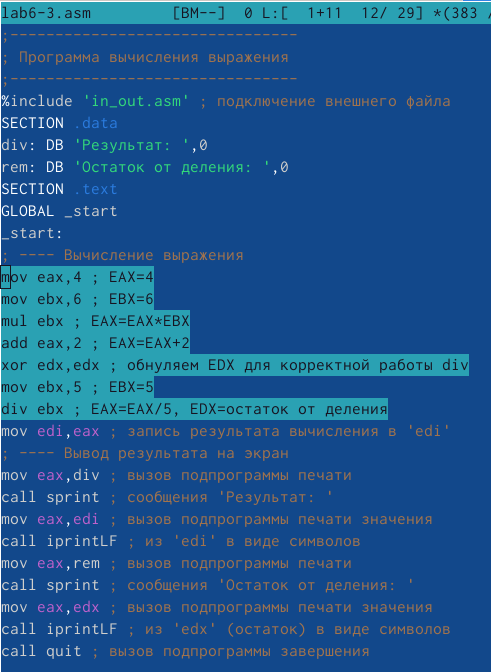 lab6-3.asm [BM--] 0 L:[ 1+11 12/ 29] *(383 /
;--------------------------------
; Программа вычисления выражения
;--------------------------------
%include 'in_out.asm' ; подключение внешнего файла
SECTION .data
div: DB 'Результат: ',0
rem: DB 'Остаток от деления: ',0
SECTION .text
GLOBAL _start
_start:
; ---- Вычисление выражения
mov eax,4 ; EAX=4
mov ebx,6 ; EBX=6
mul ebx ; EAX=EAX*EBX
add eax,2 ; EAX=EAX+2
xor edx,edx ; обнуляем EDX для корректной работы div
mov ebx,5 ; EBX=5
div ebx ; EAX=EAX/5, EDX=остаток от деления
mov edi,eax ; запись результата вычисления в 'edi'
; ---- Вывод результата на экран
mov eax,div ; вызов подпрограммы печати
call sprint ; сообщения 'Результат: '
mov eax,edi ; вызов подпрограммы печати значения
call iprintLF ; из 'edi' в виде символов
mov eax,rem ; вызов подпрограммы печати
call sprint ; сообщения 'Остаток от деления: '
mov eax,edx ; вызов подпрограммы печати значения
call iprintLF ; из 'edx' (остаток) в виде символов
call quit ; вызов подпрограммы завершения